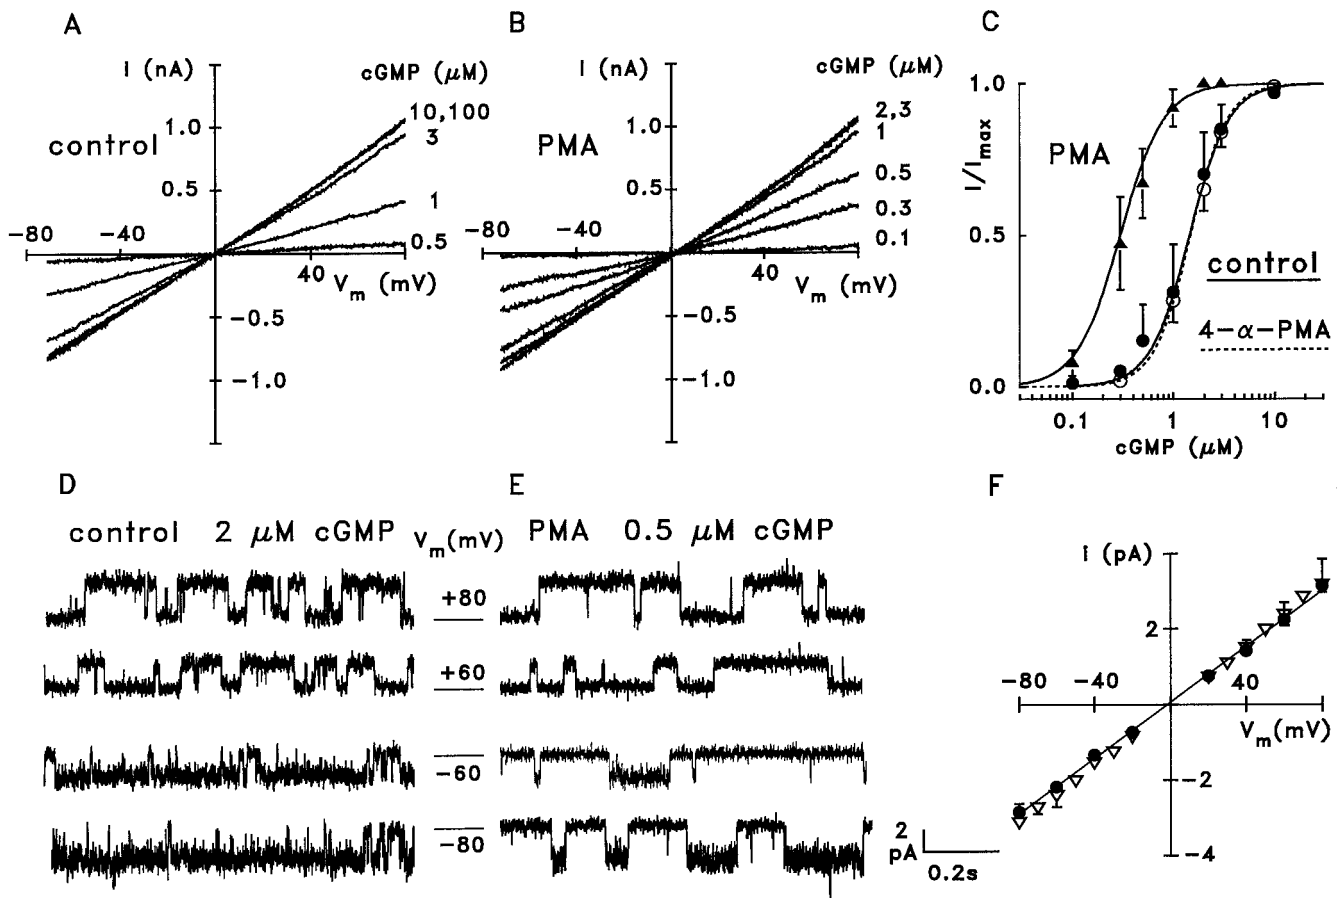 A
I (nA)
cGMP (μM)
10,100
3
1
0.5
control
1.0
0.5
-80
-40
40
Vm (mV)
-0.5
-1.0
B
I (nA)
cGMP (μM)
2,3
1
0.5
0.3
0.1
PMA
1.0
0.5
-80
-40
40
Vm (mV)
-0.5
-1.0
C
I/Imax
1.0
0.5
0.0
PMA
control
4-α-PMA
0.1
1
10
cGMP (μM)
D
control 2 μM cGMP
Vm(mV)
+80
+60
-60
-80
E
PMA 0.5 μM cGMP
2
pA
0.2s
F
i (pA)
2
-80
-40
40
Vm(mV)
-2
-4